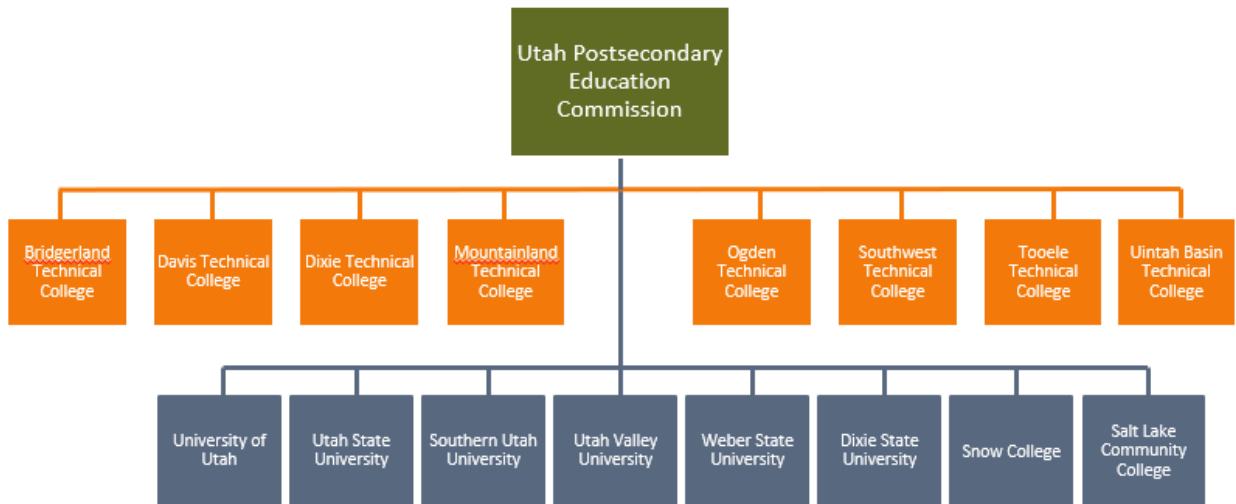 Utah Postsecondary
Education
Commission
Bridgerland
Technical
College
Davis Technical
College
Dixie Technical
College
Mountainland
Technical
College
Ogden
Technical
College
Southwest
Technical
College
Tooele
Technical
College
Uintah Basin
Technical
College
University of
Utah
Utah State
University
Southern Utah
University
Utah Valley
University
Weber State
University
Dixie State
University
Snow College
Salt Lake
Community
College